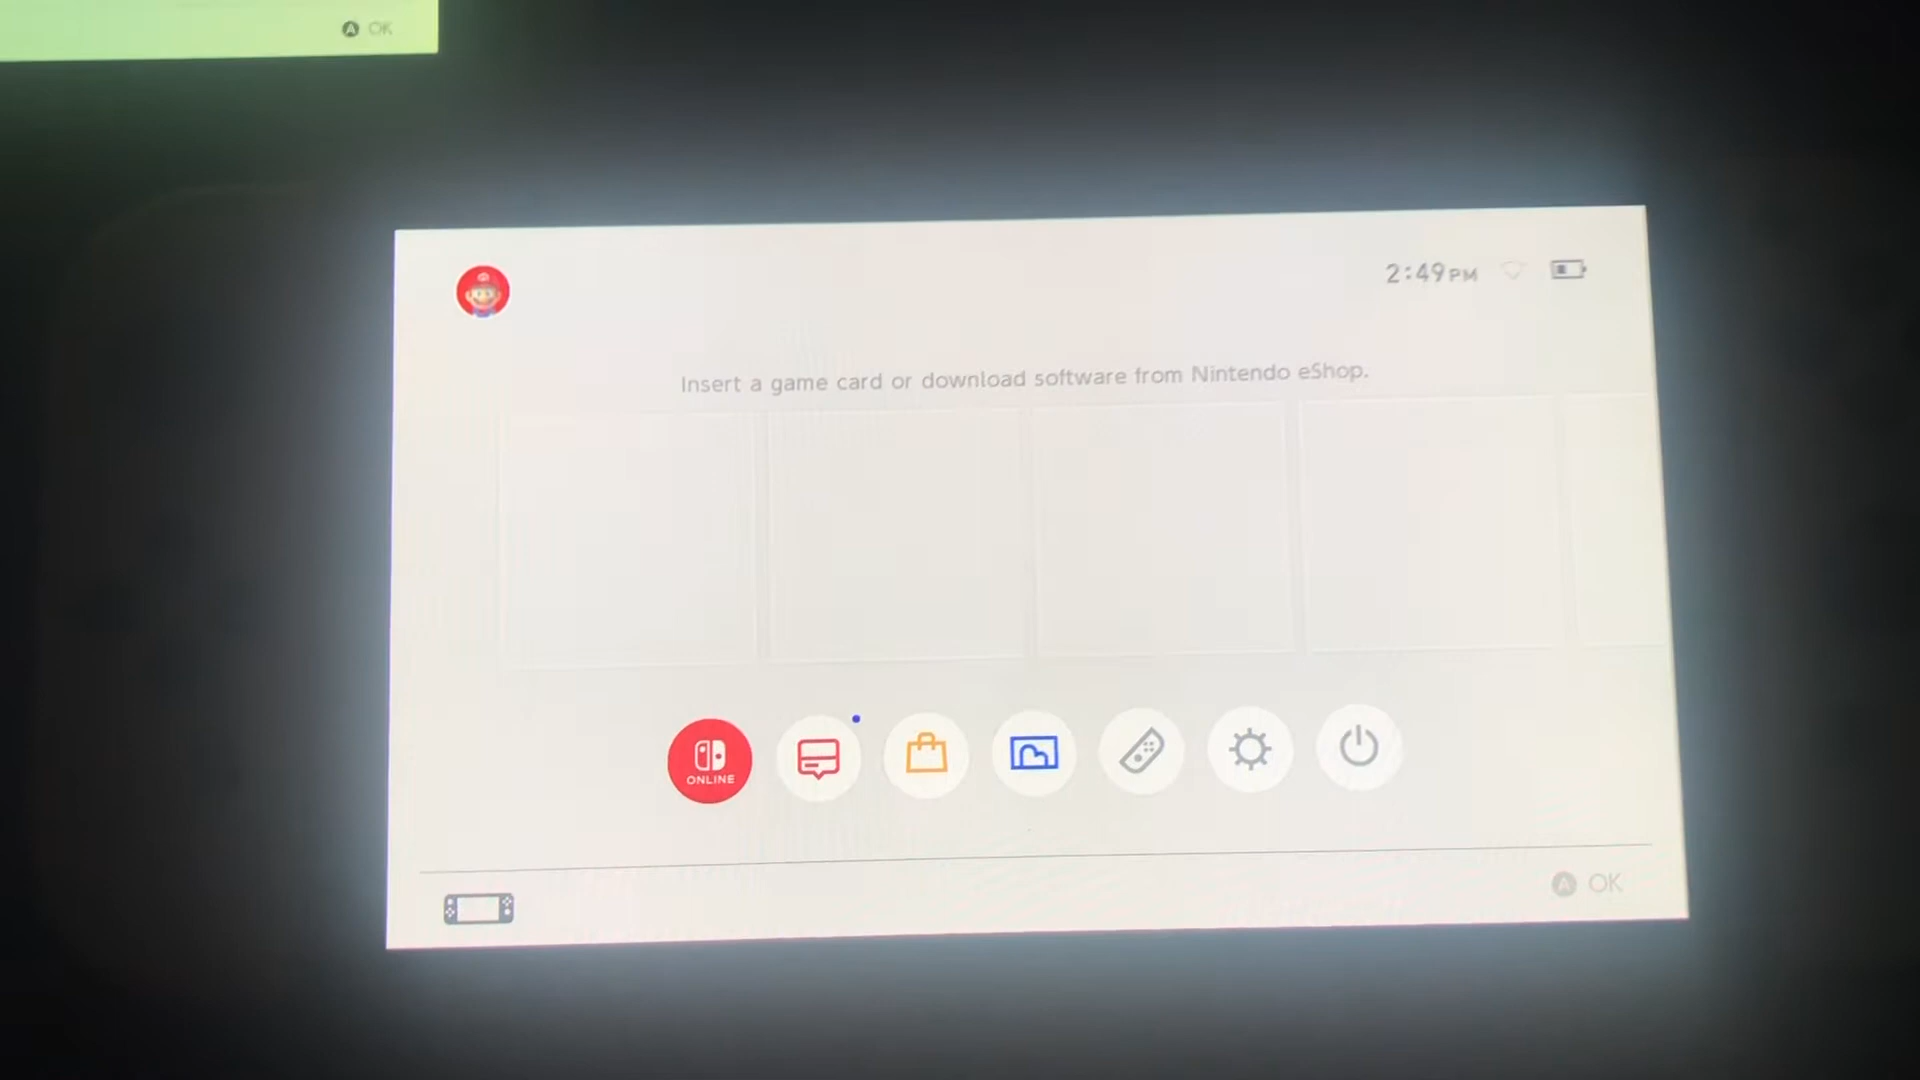 A OK
2:49 PM
Insert a game card or download software from Nintendo eShop.
ONLINE
A OK